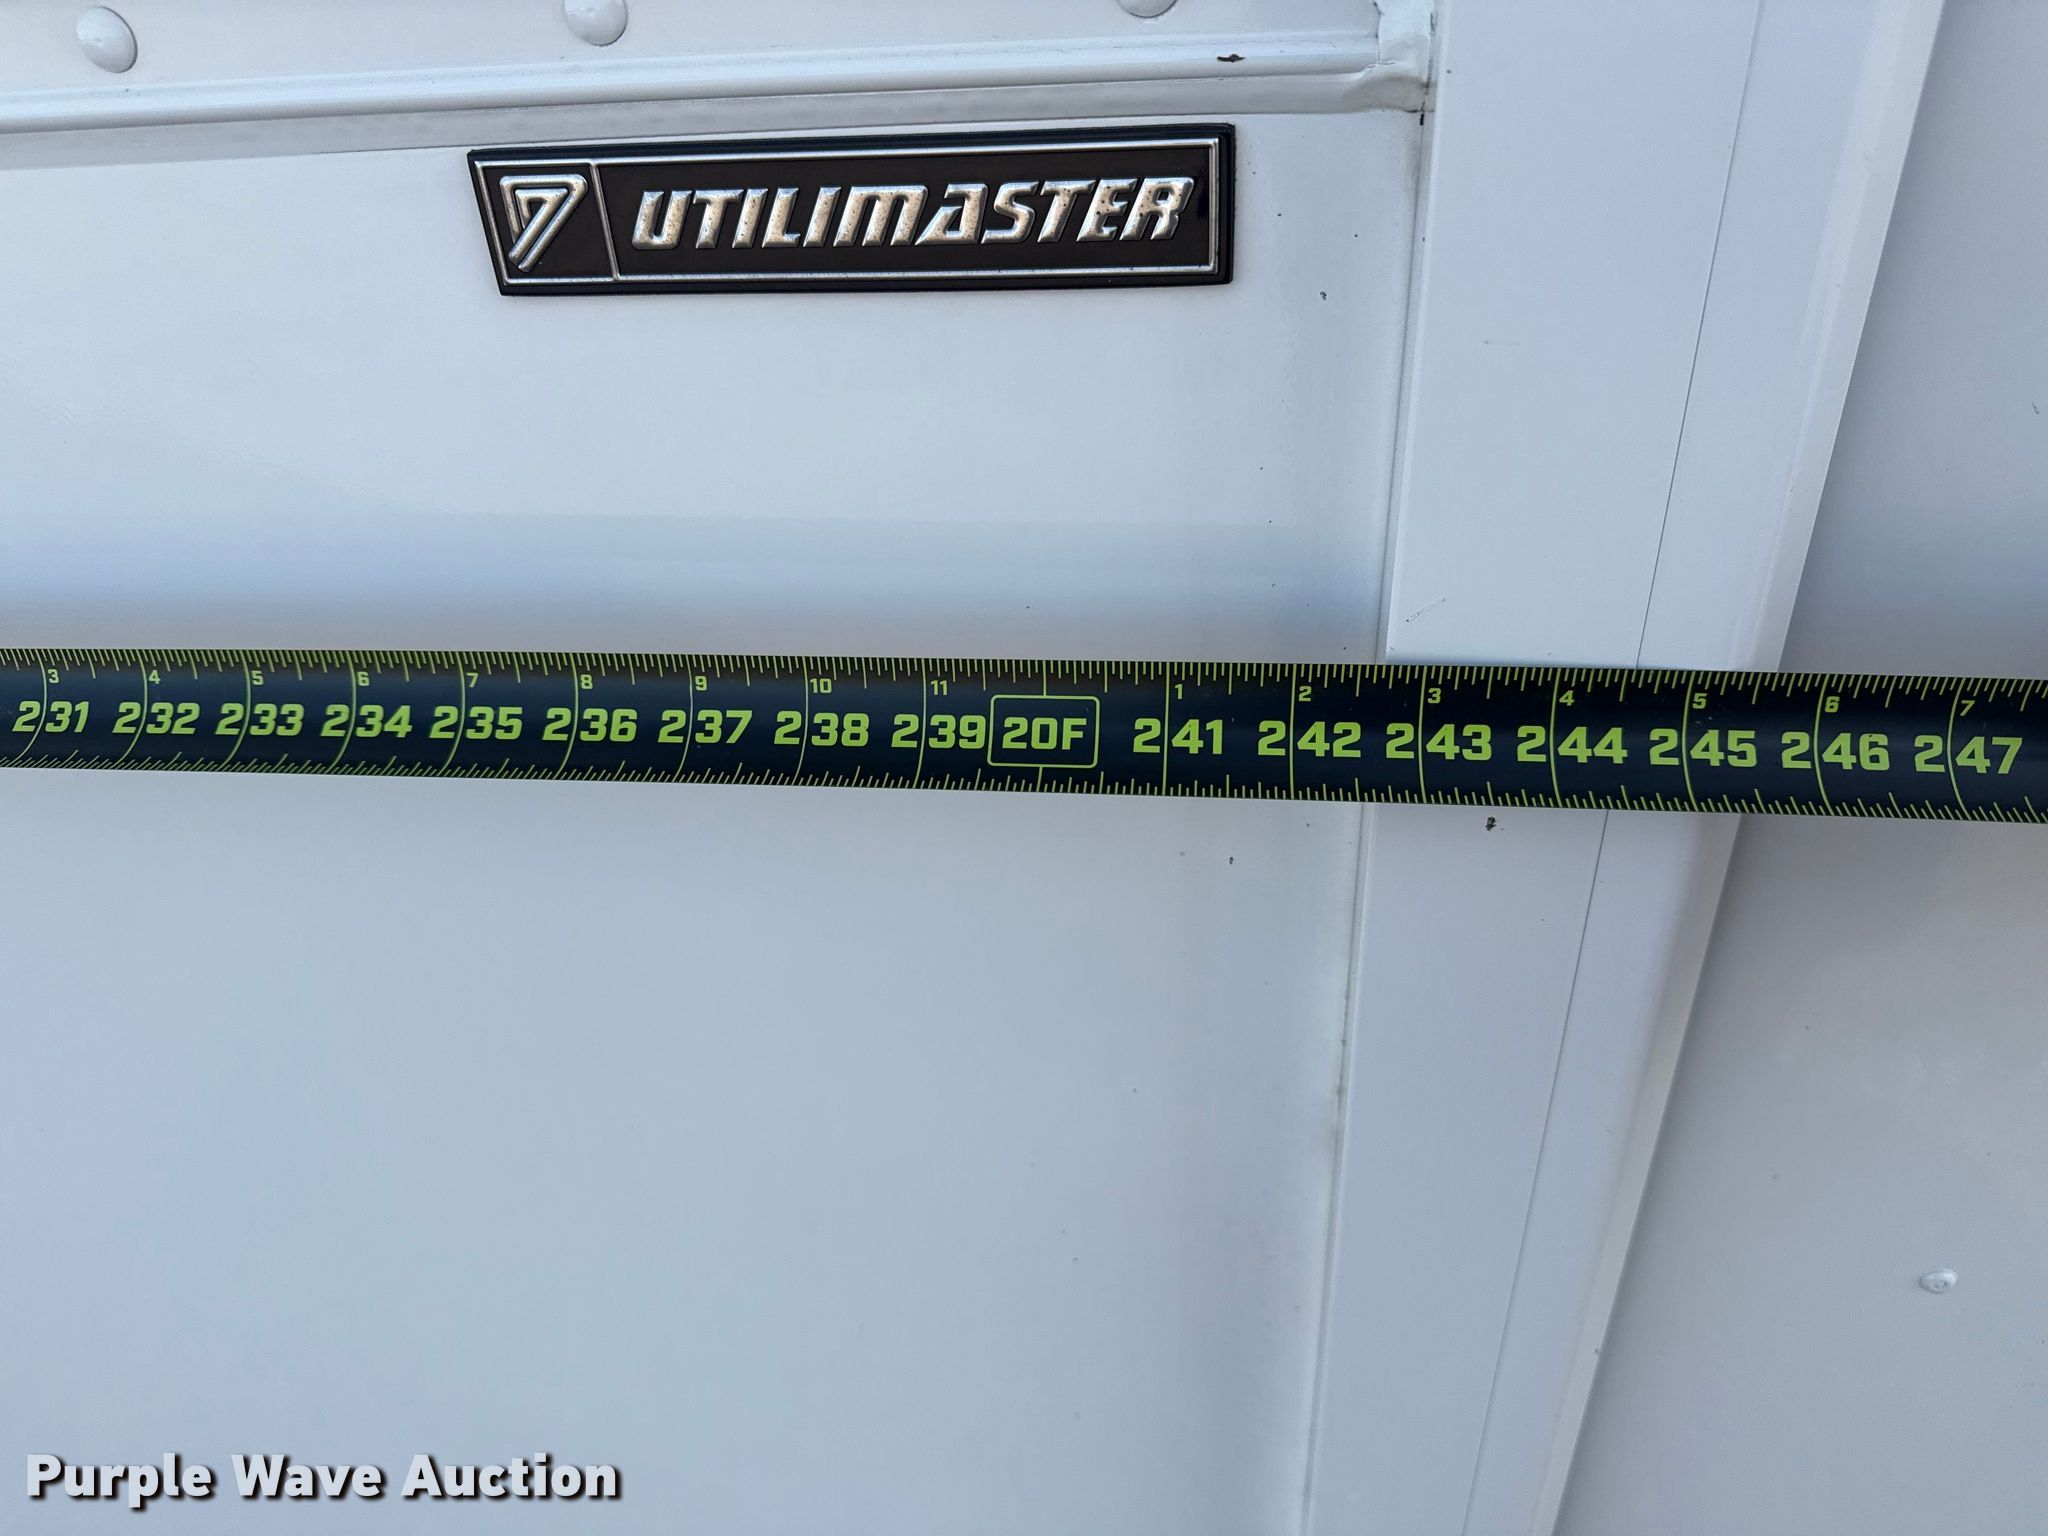 UTILIMASTER
3 4 5 6 7 8 9 10 11 1 2 3 4 5 6 7
231 232 233 234 235 236 237 238 239 20F 241 242 243 244 245 246 247
Purple Wave Auction